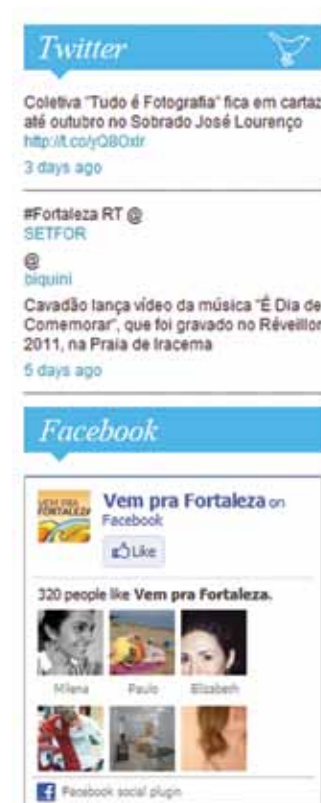 Twitter
Coletiva "Tudo é Fotografia" fica em cartaz
até outubro no Sobrado José Lourenço
http://t.co/yQ8Oxlr
3 days ago
#Fortaleza RT @
SETFOR
@
biquini
Cavadão lança vídeo da música "É Dia de
Comemorar", que foi gravado no Réveillon
2011, na Praia de Iracema
5 days ago
Facebook
VEM PRA
FORTALEZA
Vem pra Fortaleza on
Facebook
Like
320 people like Vem pra Fortaleza.
Milena Paulo Elizabeth
Facebook social plugin